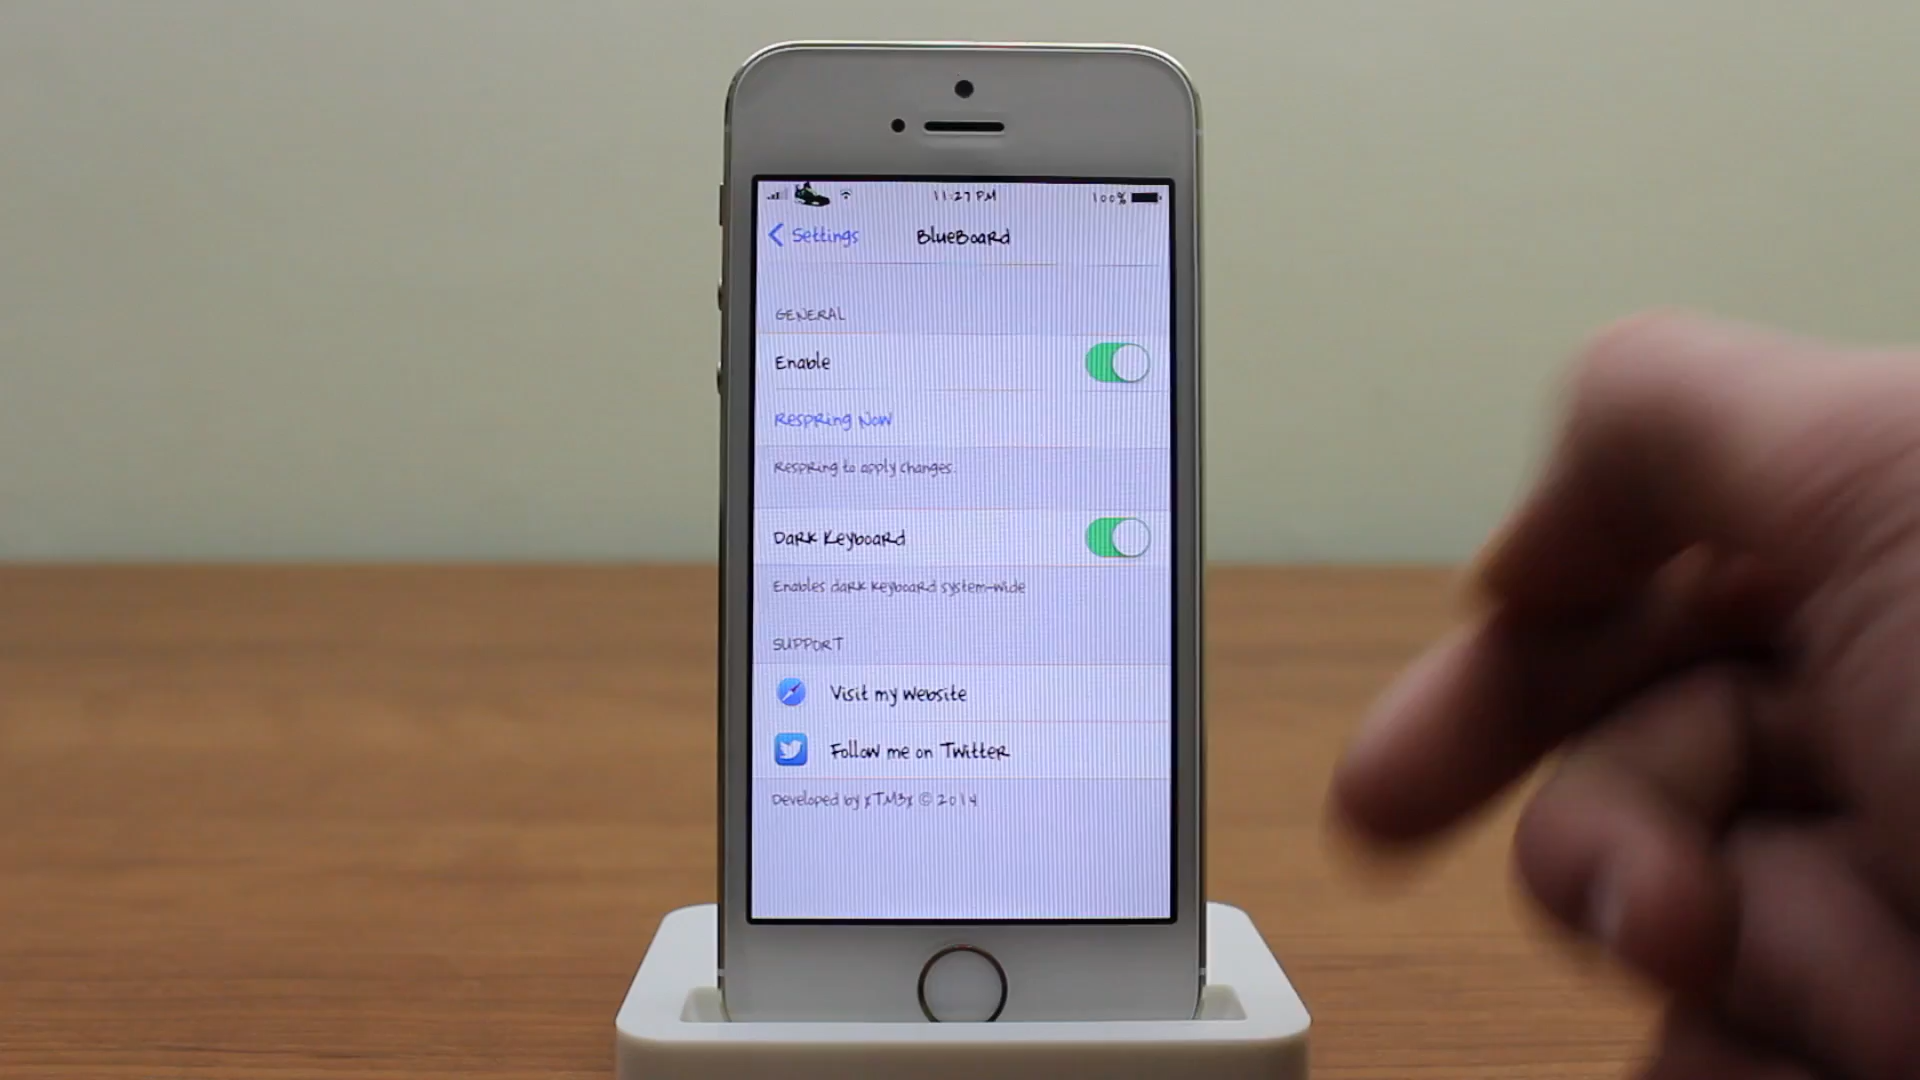 11:27 PM 100%
Settings BlueBoard
GENERAL
Enable
Respring Now
Respring to apply changes.
Dark Keyboard
Enables dark keyboard system-wide
SUPPORT
Visit my website
Follow me on Twitter
Developed by xTM3x © 2014